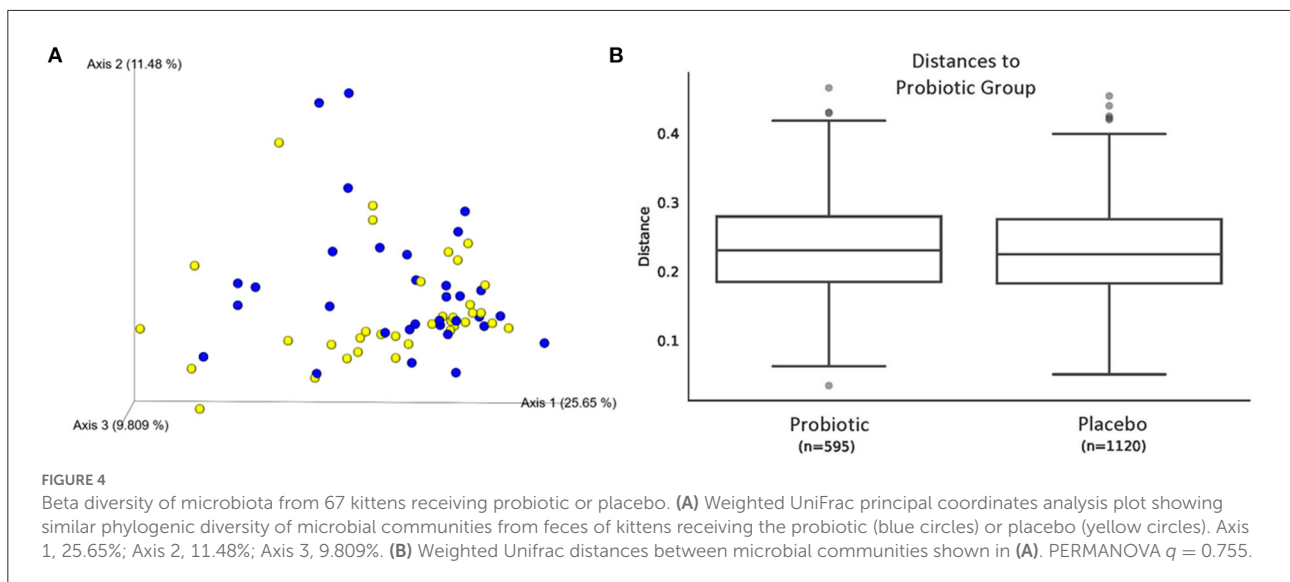 A
Axis 2 (11.48 %)
Axis 1 (25.65 %)
Axis 3 (9.809 %)
B
Distances to
Probiotic Group
Distance
0.4
0.3
0.2
0.1
Probiotic
(n=595)
Placebo
(n=1120)
FIGURE 4
Beta diversity of microbiota from 67 kittens receiving probiotic or placebo. (A) Weighted UniFrac principal coordinates analysis plot showing
similar phylogenic diversity of microbial communities from feces of kittens receiving the probiotic (blue circles) or placebo (yellow circles). Axis
1, 25.65%; Axis 2, 11.48%; Axis 3, 9.809%. (B) Weighted Unifrac distances between microbial communities shown in (A). PERMANOVA q = 0.755.